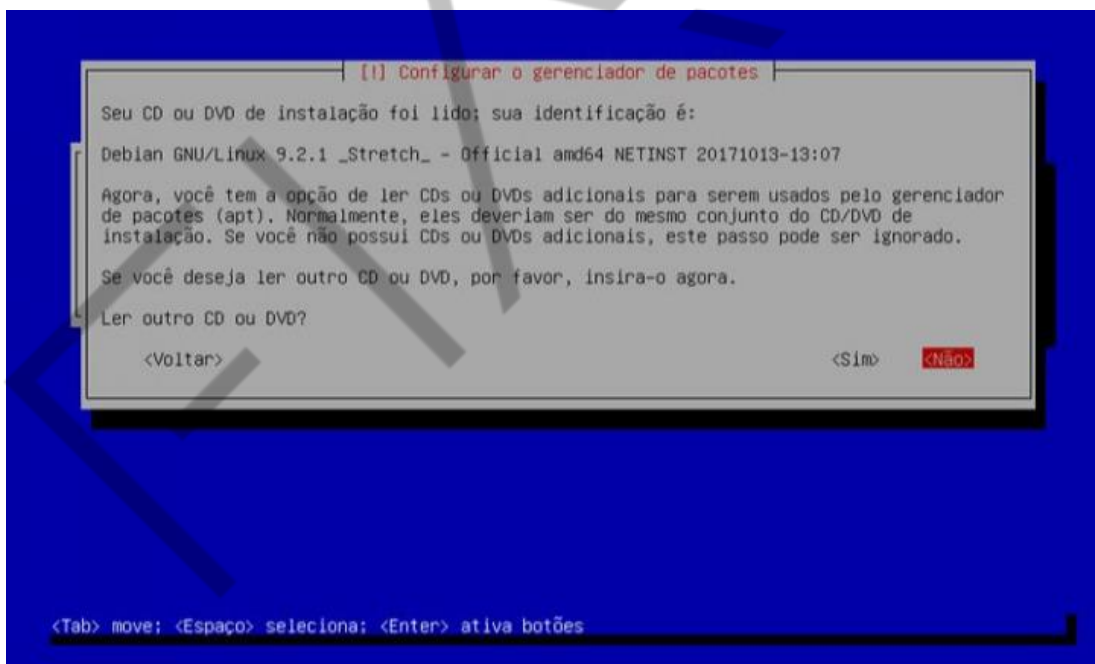 [!] Configurar o gerenciador de pacotes
Seu CD ou DVD de instalação foi lido; sua identificação é:
Debian GNU/Linux 9.2.1 _Stretch_ - Official amd64 NETINST 20171013-13:07
Agora, você tem a opção de ler CDs ou DVDs adicionais para serem usados pelo gerenciador
de pacotes (apt). Normalmente, eles deveriam ser do mesmo conjunto do CD/DVD de
instalação. Se você não possui CDs ou DVDs adicionais, este passo pode ser ignorado.
Se você deseja ler outro CD ou DVD, por favor, insira-o agora.
Ler outro CD ou DVD?
<Voltar> <Sim> <Não>
<Tab> move; <Espaço> seleciona; <Enter> ativa botões